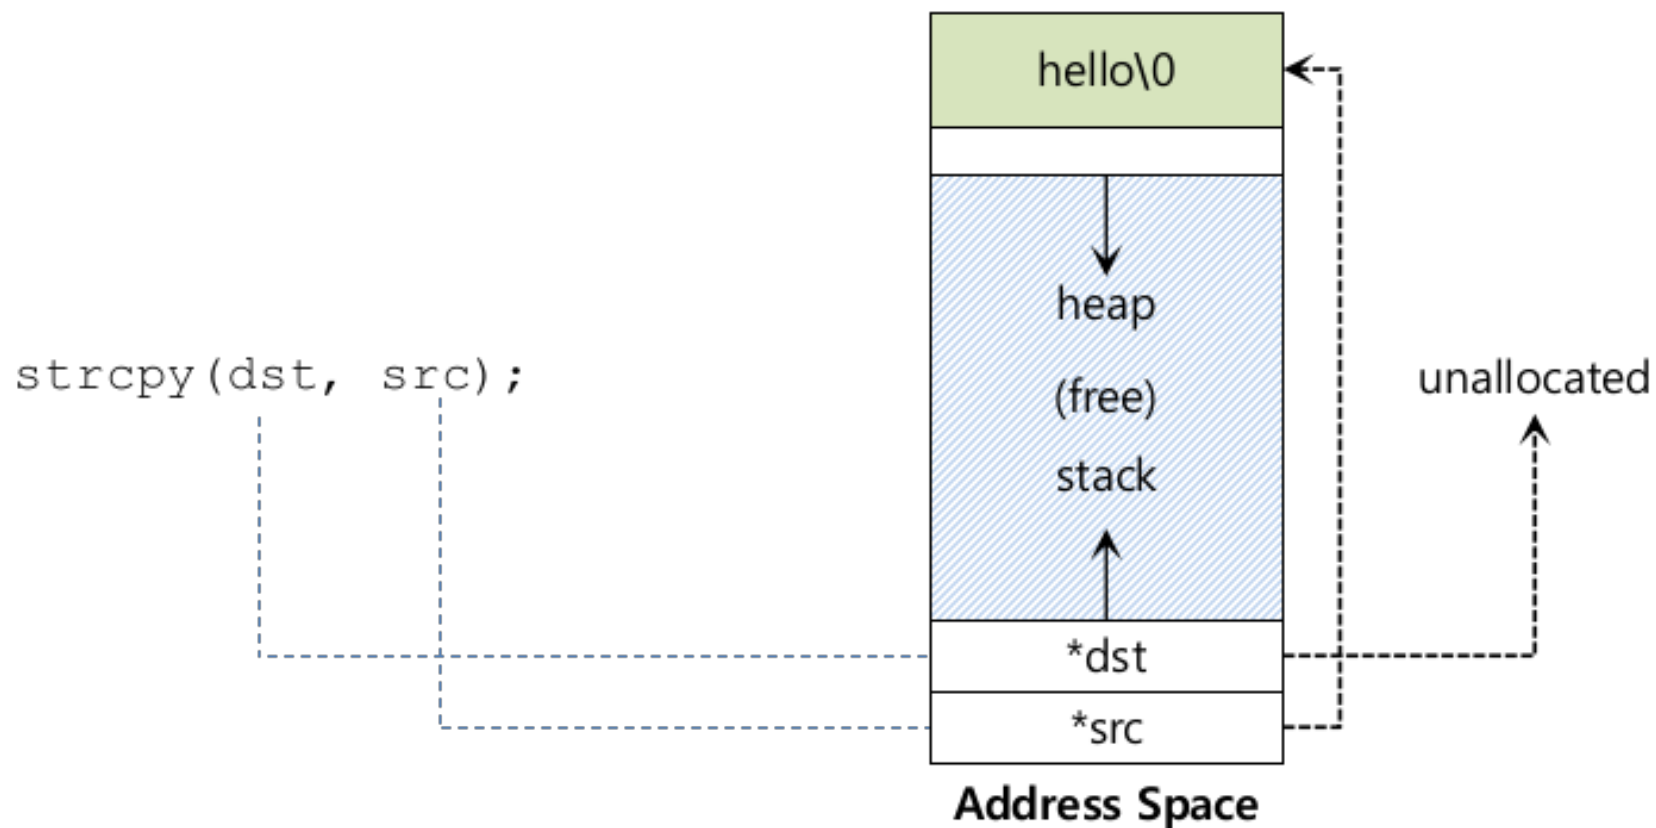 hello\0
heap
strcpy(dst, src);
(free)
unallocated
stack
*dst
*src
Address Space